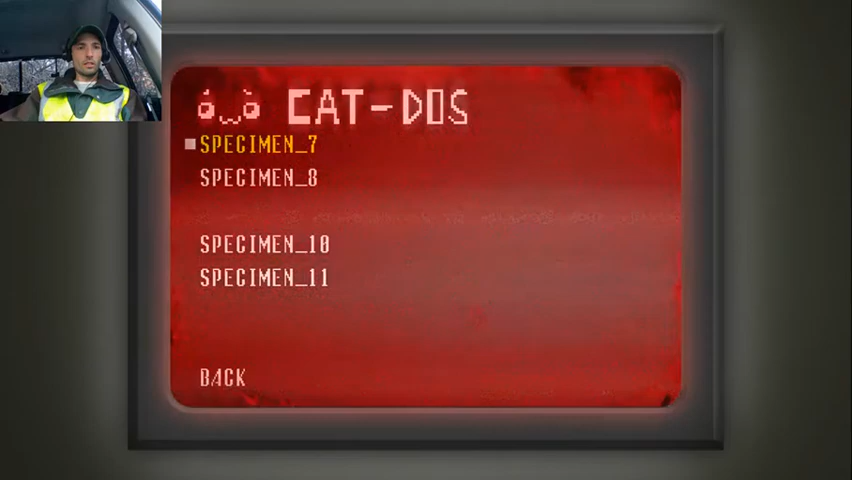 CAT-DOS
SPECIMEN_7
SPECIMEN_8
SPECIMEN_10
SPECIMEN_11
BACK